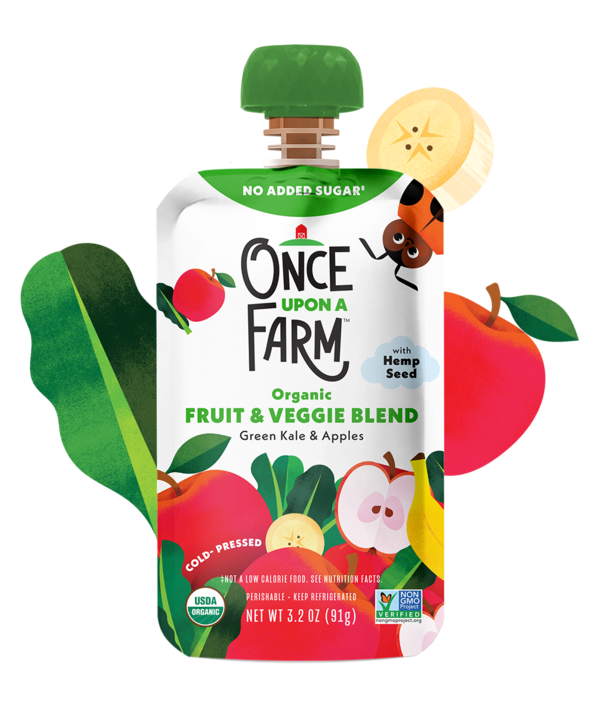 NO ADDED SUGAR‡
ONCE
UPON A
FARM™
with
Hemp
Seed
Organic
FRUIT & VEGGIE BLEND
Green Kale & Apples
COLD-PRESSED
‡NOT A LOW CALORIE FOOD. SEE NUTRITION FACTS.
PERISHABLE • KEEP REFRIGERATED
NET WT 3.2 OZ (91g)
USDA
ORGANIC
NON
GMO
Project
VERIFIED
nongmoproject.org